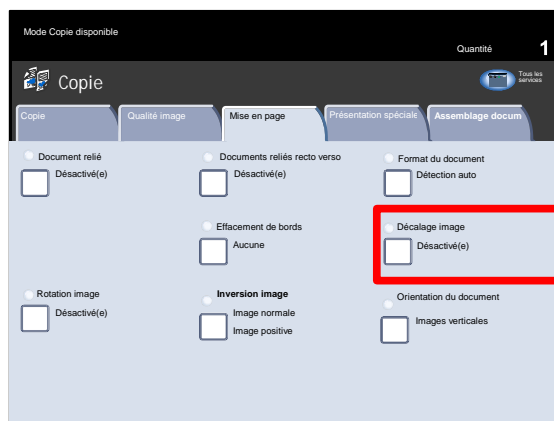 Mode Copie disponible
Quantité 1
Copie
Tous les
services
Copie
Qualité image
Mise en page
Présentation spéciale
Assemblage docum
Document relié
Désactivé(e)
Documents reliés recto verso
Désactivé(e)
Format du document
Détection auto
Effacement de bords
Aucune
Décalage image
Désactivé(e)
Rotation image
Désactivé(e)
Inversion image
Image normale
Image positive
Orientation du document
Images verticales